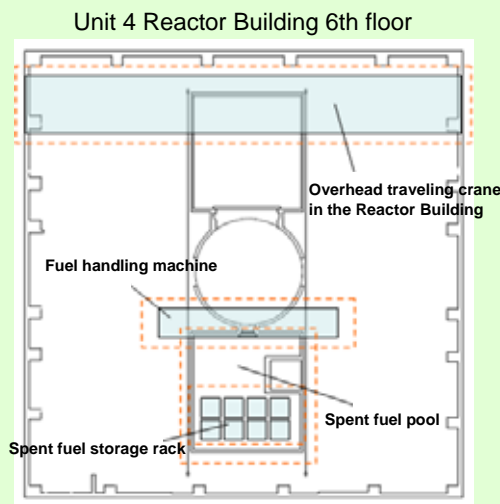 Unit 4 Reactor Building 6th floor
Overhead traveling crane
in the Reactor Building
Fuel handling machine
Spent fuel pool
Spent fuel storage rack